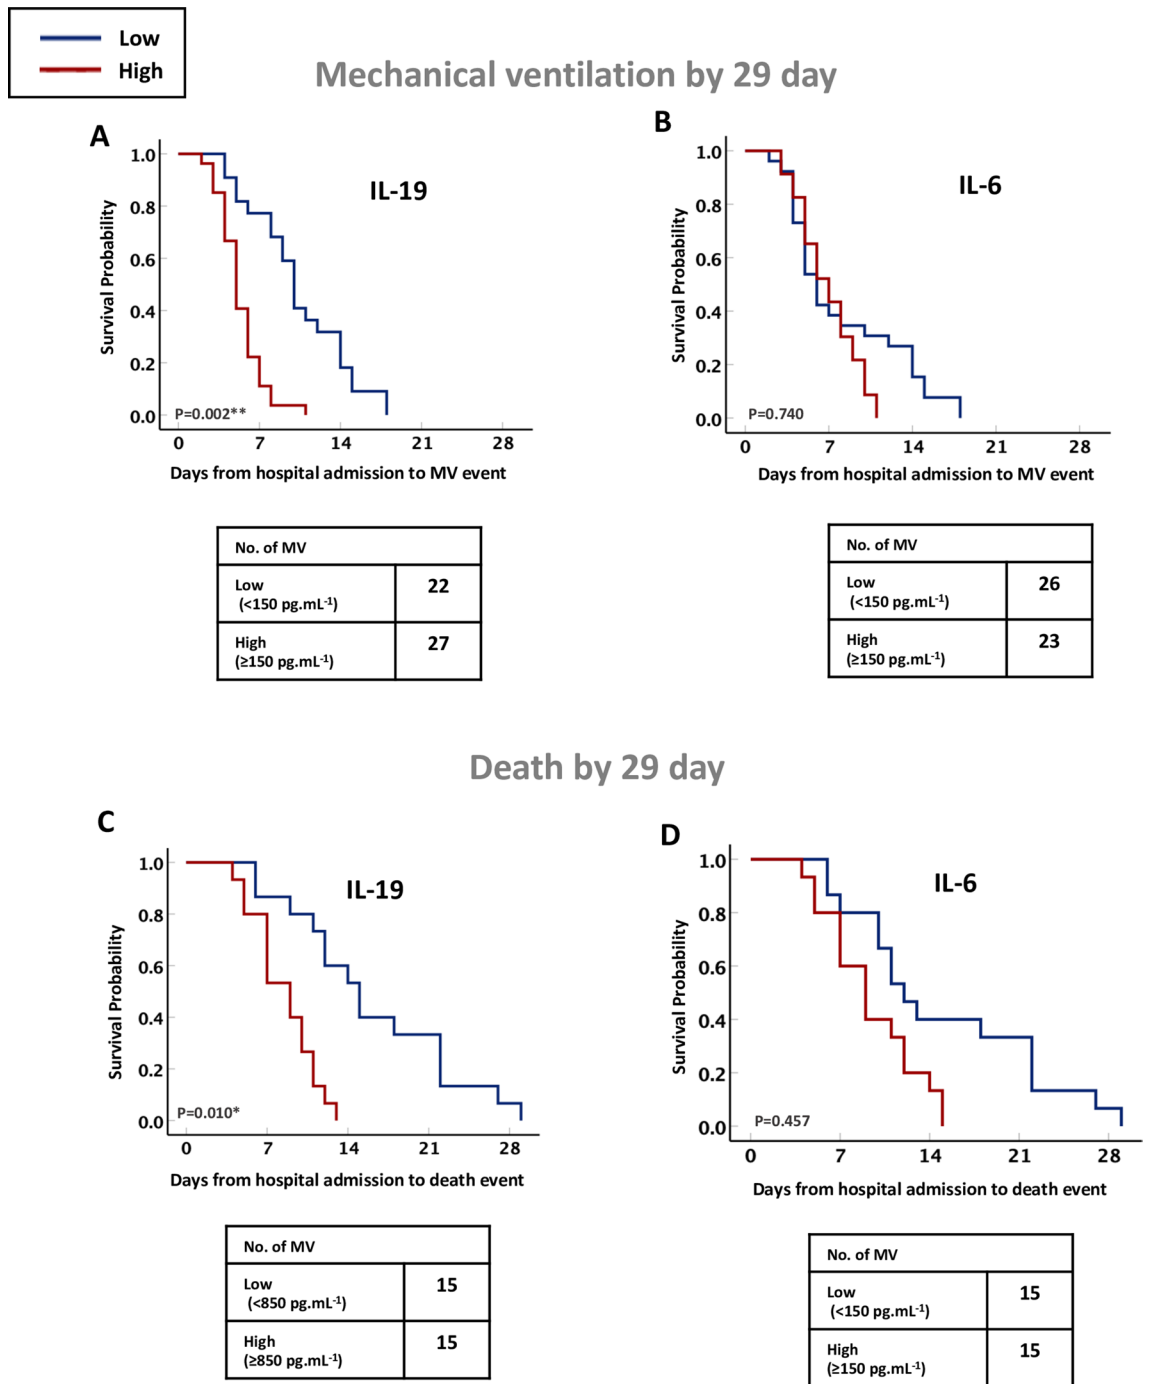 Low
High
Mechanical ventilation by 29 day
A
IL-19
Survival Probability
1.0
0.8
0.6
0.4
0.2
0.0
P=0.002**
0 7 14 21 28
Days from hospital admission to MV event
No. of MV
Low 22
(<150 pg.mL-1)
High 27
(≥150 pg.mL-1)
B
IL-6
Survival Probability
1.0
0.8
0.6
0.4
0.2
0.0
P=0.740
0 7 14 21 28
Days from hospital admission to MV event
No. of MV
Low 26
(<150 pg.mL-1)
High 23
(≥150 pg.mL-1)
Death by 29 day
C
IL-19
Survival Probability
1.0
0.8
0.6
0.4
0.2
0.0
P=0.010*
0 7 14 21 28
Days from hospital admission to death event
No. of MV
Low 15
(<850 pg.mL-1)
High 15
(≥850 pg.mL-1)
D
IL-6
Survival Probability
1.0
0.8
0.6
0.4
0.2
0.0
P=0.457
0 7 14 21 28
Days from hospital admission to death event
No. of MV
Low 15
(<150 pg.mL-1)
High 15
(≥150 pg.mL-1)